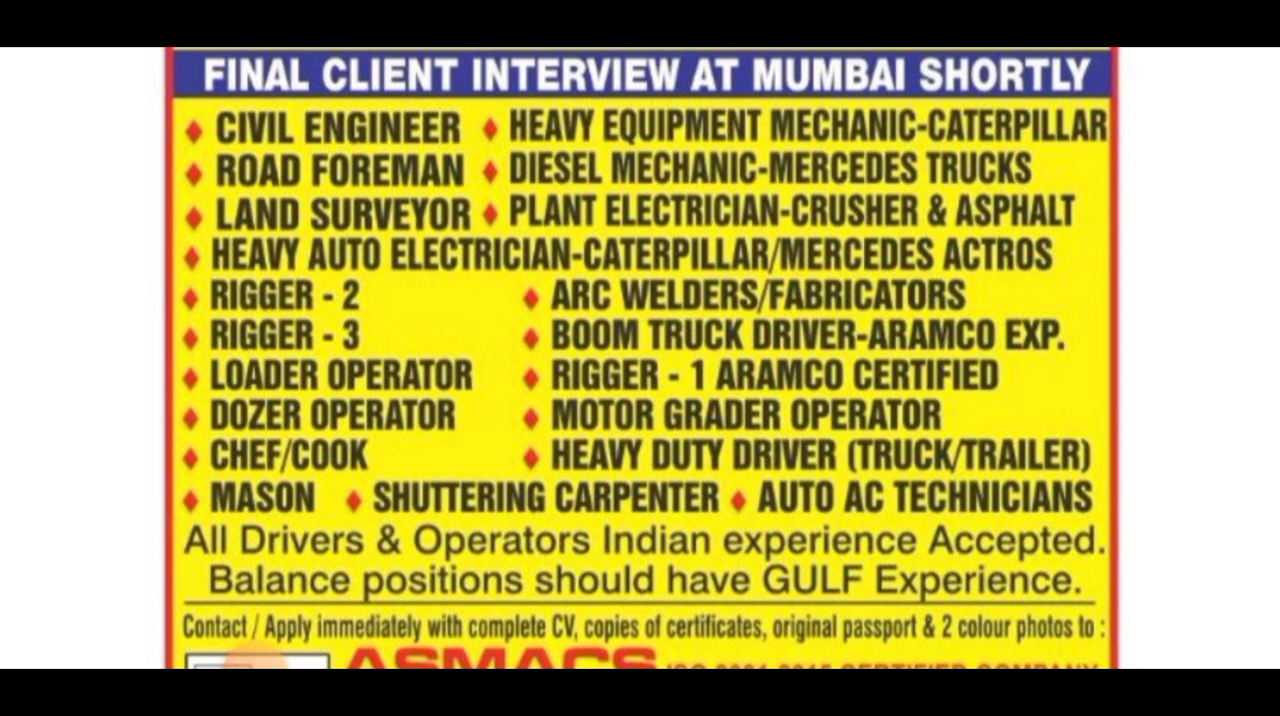 FINAL CLIENT INTERVIEW AT MUMBAI SHORTLY
CIVIL ENGINEER HEAVY EQUIPMENT MECHANIC-CATERPILLAR
ROAD FOREMAN DIESEL MECHANIC-MERCEDES TRUCKS
LAND SURVEYOR PLANT ELECTRICIAN-CRUSHER & ASPHALT
HEAVY AUTO ELECTRICIAN-CATERPILLAR/MERCEDES ACTROS
RIGGER - 2 ARC WELDERS/FABRICATORS
RIGGER - 3 BOOM TRUCK DRIVER-ARAMCO EXP.
LOADER OPERATOR RIGGER - 1 ARAMCO CERTIFIED
DOZER OPERATOR MOTOR GRADER OPERATOR
CHEF/COOK HEAVY DUTY DRIVER (TRUCK/TRAILER)
MASON SHUTTERING CARPENTER AUTO AC TECHNICIANS
All Drivers & Operators Indian experience Accepted.
Balance positions should have GULF Experience.
Contact / Apply immediately with complete CV, copies of certificates, original passport & 2 colour photos to :
ASMACS CERTIFIED COMPANY